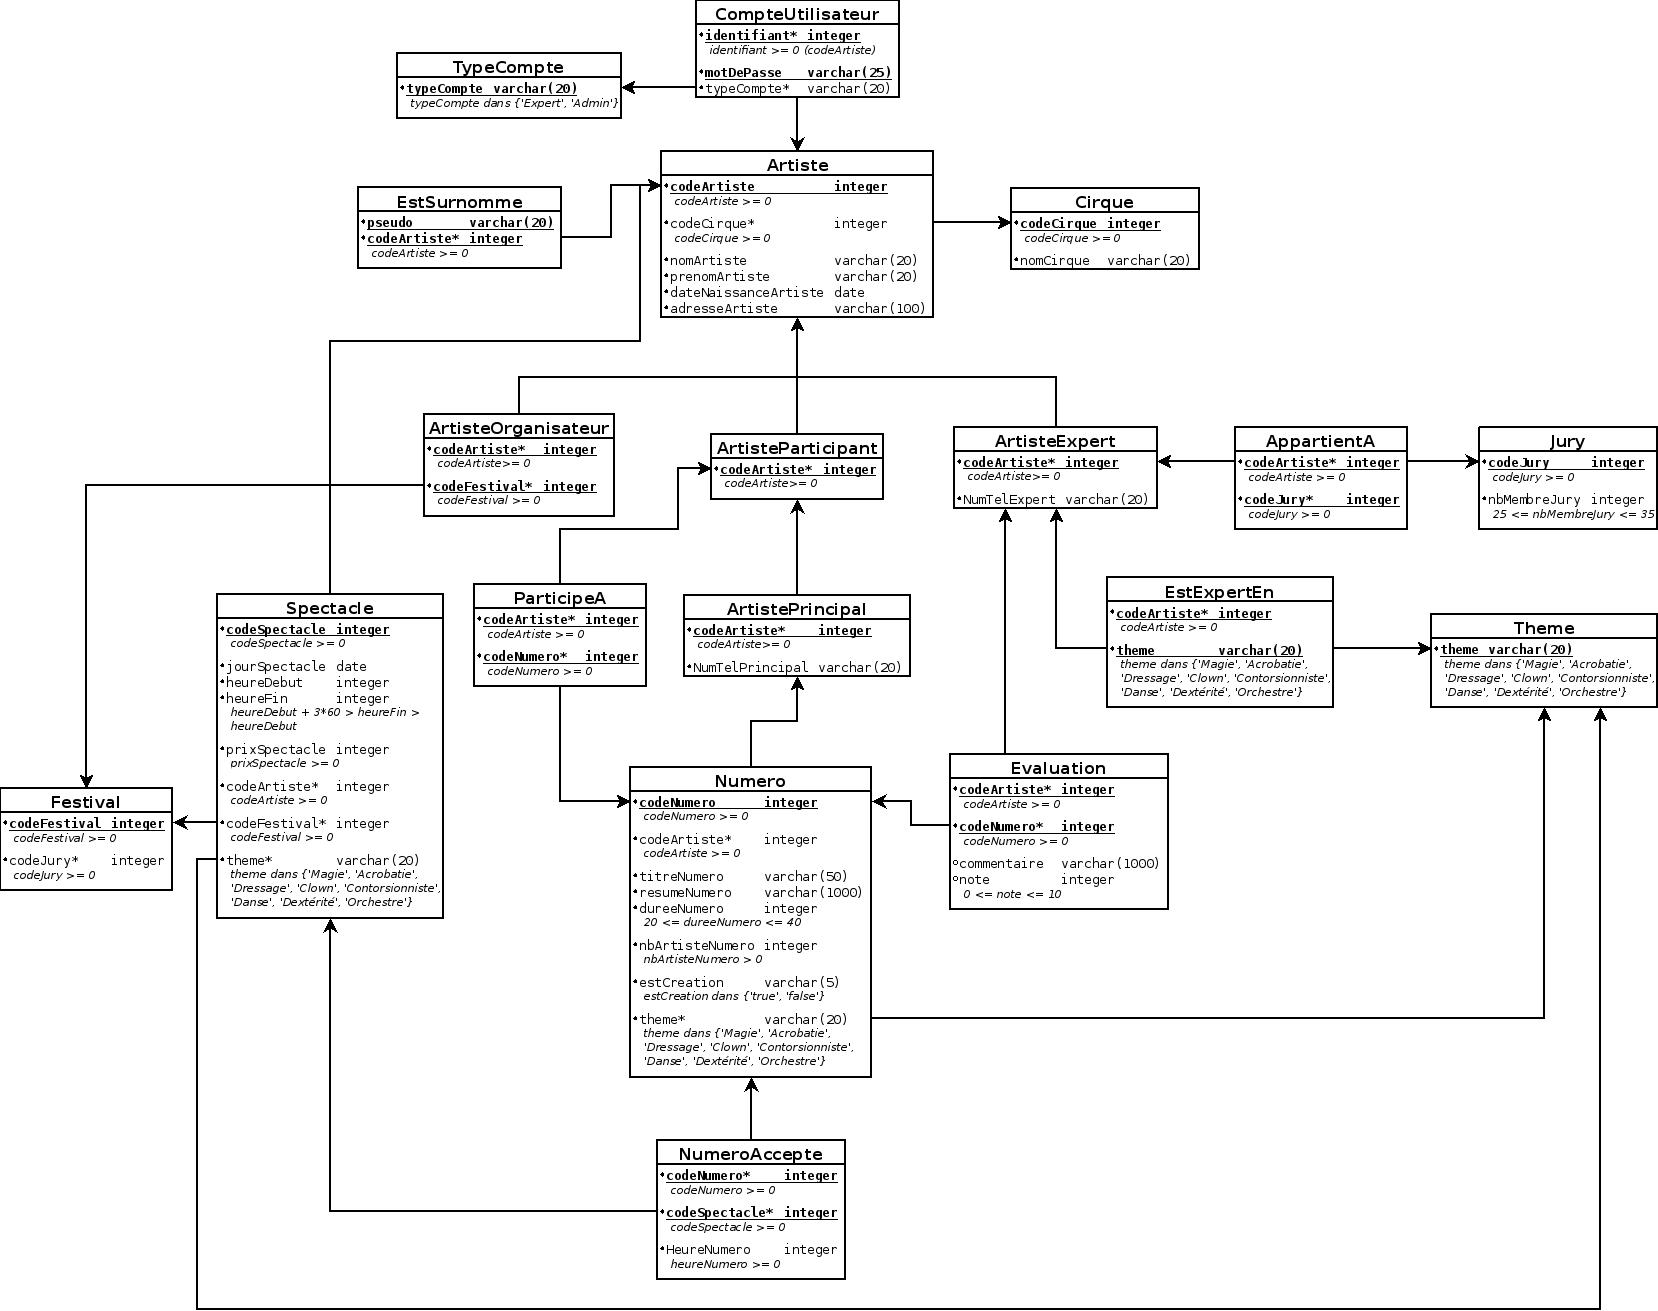 CompteUtilisateur
identifiant* integer
identifiant >= 0 (codeArtiste)
motDePasse varchar(25)
typeCompte* varchar(20)
TypeCompte
typeCompte varchar(20)
typeCompte dans {'Expert', 'Admin'}
Artiste
codeArtiste integer
codeArtiste >= 0
codeCirque* integer
codeCirque >= 0
nomArtiste varchar(20)
prenomArtiste varchar(20)
dateNaissanceArtiste date
adresseArtiste varchar(100)
EstSurnomme
pseudo varchar(20)
codeArtiste* integer
codeArtiste >= 0
Cirque
codeCirque integer
codeCirque >= 0
nomCirque varchar(20)
ArtisteOrganisateur
codeArtiste* integer
codeArtiste>= 0
codeFestival* integer
codeFestival >= 0
ArtisteParticipant
codeArtiste* integer
codeArtiste>= 0
ArtisteExpert
codeArtiste* integer
codeArtiste>= 0
NumTelExpert varchar(20)
AppartientA
codeArtiste* integer
codeArtiste >= 0
codeJury* integer
codeJury >= 0
Jury
codeJury integer
codeJury >= 0
nbMembreJury integer
25 <= nbMembreJury <= 35
Spectacle
codeSpectacle integer
codeSpectacle >= 0
jourSpectacle date
heureDebut integer
heureFin integer
heureDebut + 3*60 > heureFin >
heureDebut
prixSpectacle integer
prixSpectacle >= 0
codeArtiste* integer
codeArtiste >= 0
codeFestival* integer
codeFestival >= 0
theme* varchar(20)
theme dans {'Magie', 'Acrobatie',
'Dressage', 'Clown', 'Contorsionniste',
'Danse', 'Dextérité', 'Orchestre'}
ParticipeA
codeArtiste* integer
codeArtiste >= 0
codeNumero* integer
codeNumero >= 0
ArtistePrincipal
codeArtiste* integer
codeArtiste>= 0
NumTelPrincipal varchar(20)
EstExpertEn
codeArtiste* integer
codeArtiste >= 0
theme varchar(20)
theme dans {'Magie', 'Acrobatie',
'Dressage', 'Clown', 'Contorsionniste',
'Danse', 'Dextérité', 'Orchestre'}
Theme
theme varchar(20)
theme dans {'Magie', 'Acrobatie',
'Dressage', 'Clown', 'Contorsionniste',
'Danse', 'Dextérité', 'Orchestre'}
Festival
codeFestival integer
codeFestival >= 0
codeJury* integer
codeJury >= 0
Numero
codeNumero integer
codeNumero >= 0
codeArtiste* integer
codeArtiste >= 0
titreNumero varchar(50)
resumeNumero varchar(1000)
dureeNumero integer
20 <= dureeNumero <= 40
nbArtisteNumero integer
nbArtisteNumero > 0
estCreation varchar(5)
estCreation dans {'true', 'false'}
theme* varchar(20)
theme dans {'Magie', 'Acrobatie',
'Dressage', 'Clown', 'Contorsionniste',
'Danse', 'Dextérité', 'Orchestre'}
Evaluation
codeArtiste* integer
codeArtiste >= 0
codeNumero* integer
codeNumero >= 0
commentaire varchar(1000)
note integer
0 <= note <= 10
NumeroAccepte
codeNumero* integer
codeNumero >= 0
codeSpectacle* integer
codeSpectacle >= 0
HeureNumero integer
heureNumero >= 0